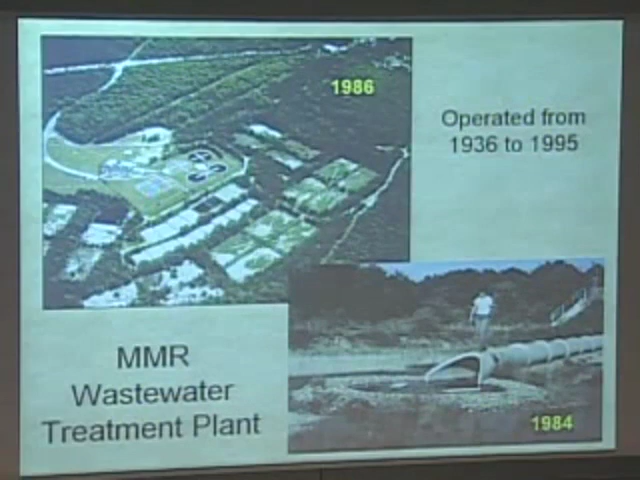 1986
Operated from
1936 to 1995
MMR
Wastewater
Treatment Plant
1984